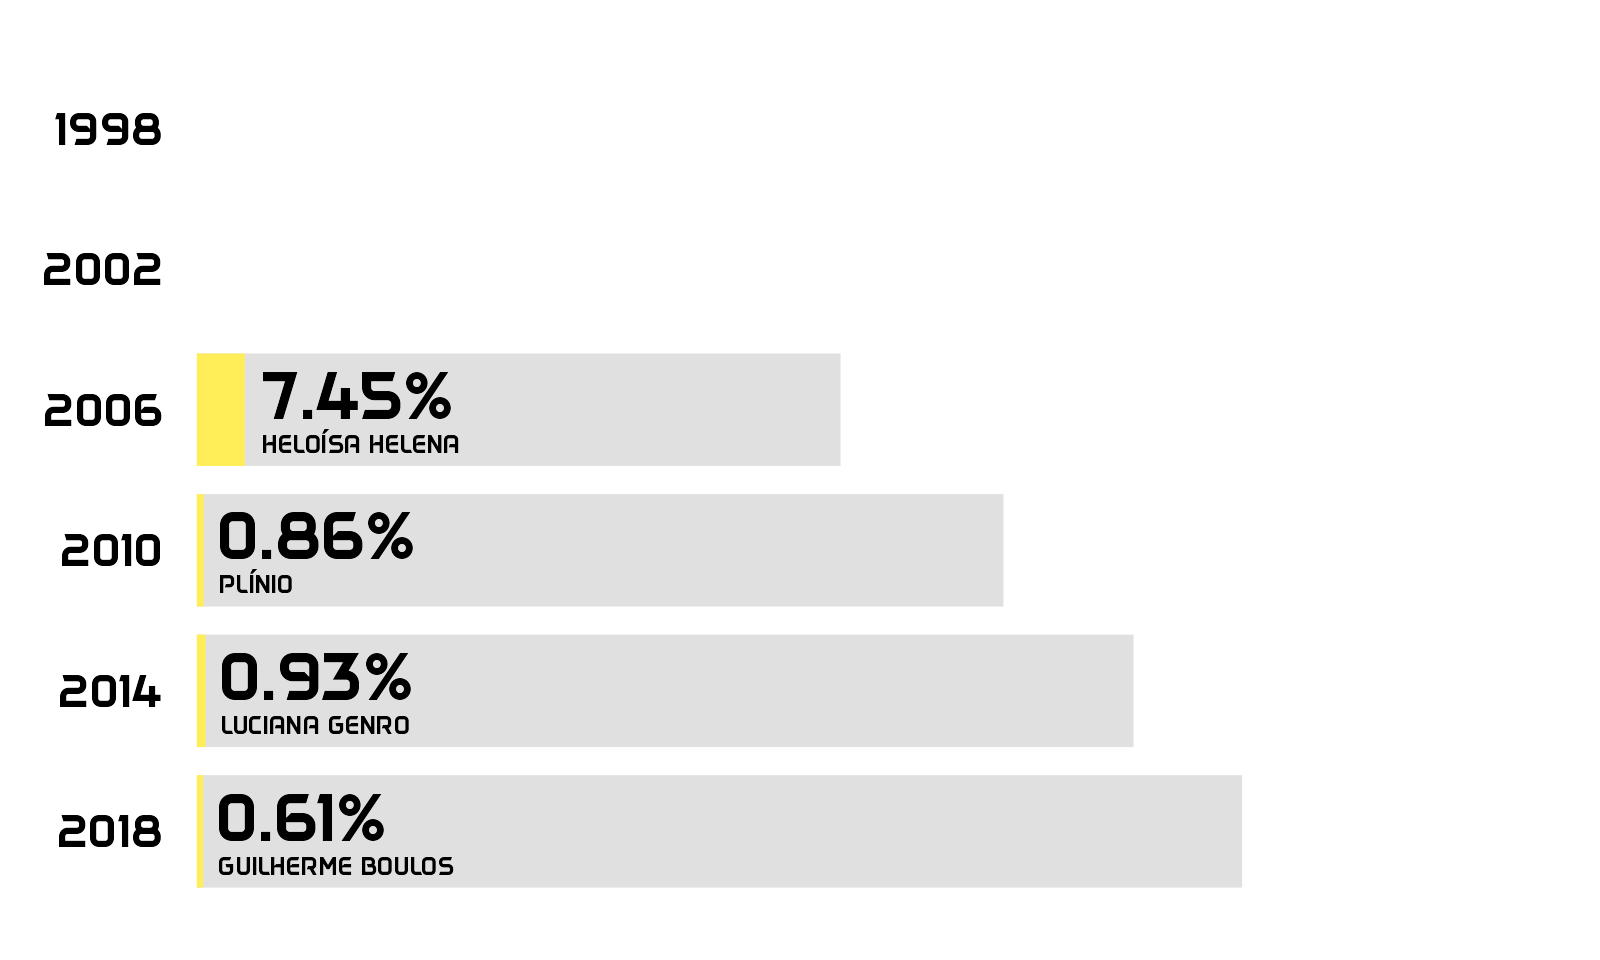 1998
2002
2006
7.45%
HELOÍSA HELENA
2010
0.86%
PLÍNIO
2014
0.93%
LUCIANA GENRO
2018
0.61%
GUILHERME BOULOS